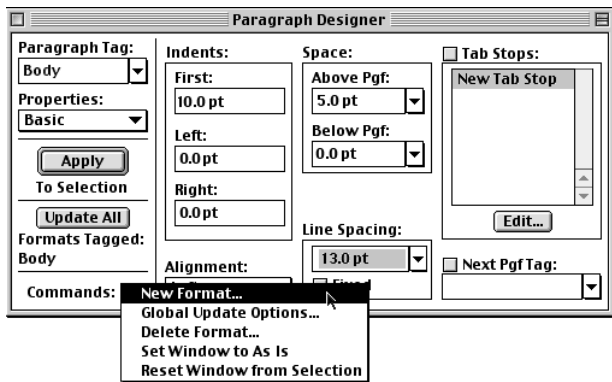 Paragraph Designer
Paragraph Tag:
Body
Properties:
Basic
Apply
To Selection
Update All
Formats Tagged:
Body
Commands:
Indents:
First:
10.0 pt
Left:
0.0 pt
Right:
0.0 pt
Alignment:
Space:
Above Pgf:
5.0 pt
Below Pgf:
0.0 pt
Line Spacing:
13.0 pt
Tab Stops:
New Tab Stop
Edit...
Next Pgf Tag:
New Format...
Global Update Options...
Delete Format...
Set Window to As Is
Reset Window from Selection